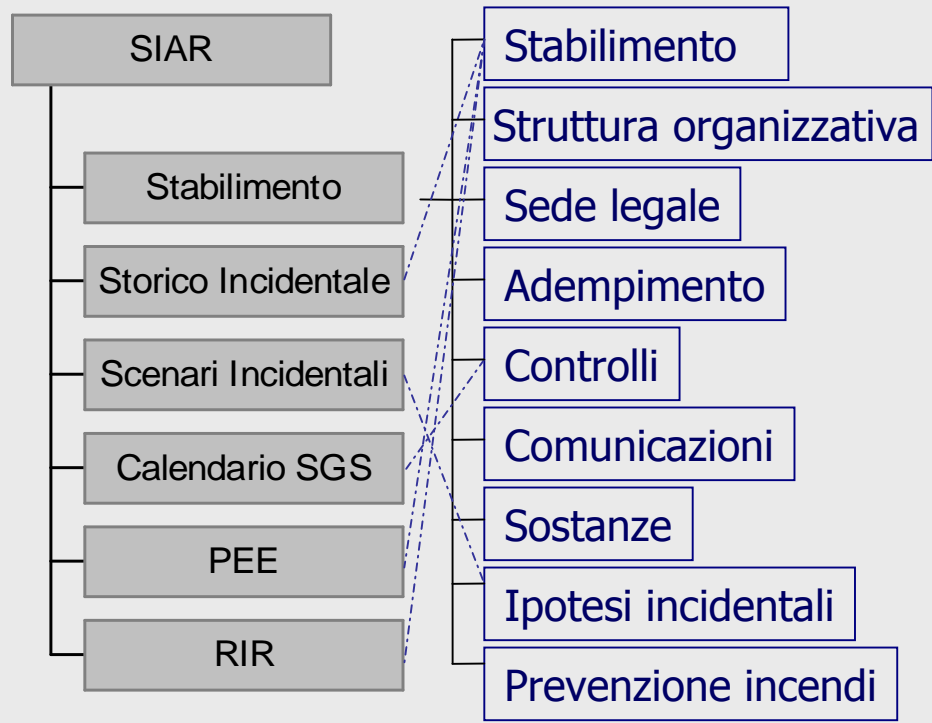 SIAR
Stabilimento
Storico Incidentale
Scenari Incidentali
Calendario SGS
PEE
RIR
Stabilimento
Struttura organizzativa
Sede legale
Adempimento
Controlli
Comunicazioni
Sostanze
Ipotesi incidentali
Prevenzione incendi